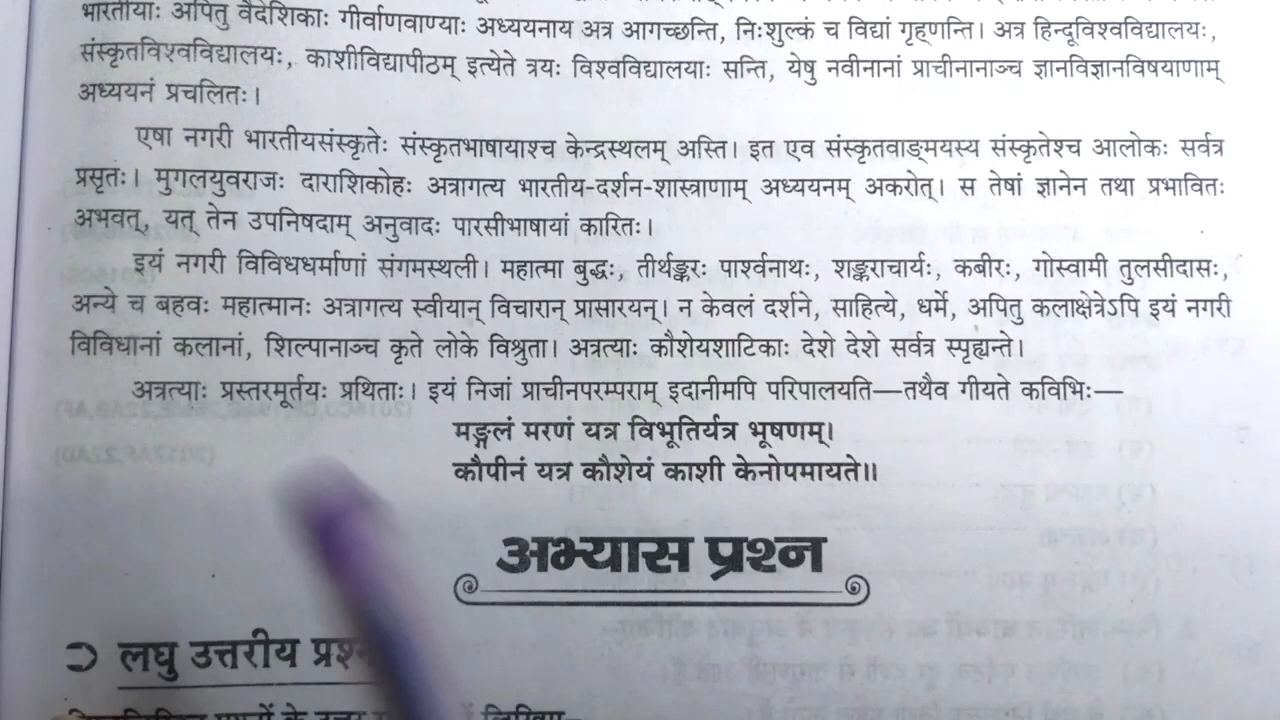 भारतीयाः अपितु वैदेशिकाः गीर्वाणवाण्याः अध्ययनाय अत्र आगच्छन्ति, निःशुल्कं च विद्यां गृह्णन्ति। अत्र हिन्दूविश्वविद्यालयः,
संस्कृतविश्वविद्यालयः, काशीविद्यापीठम् इत्येते त्रयः विश्वविद्यालयाः सन्ति, येषु नवीनानां प्राचीनानाञ्च ज्ञानविज्ञानविषयाणाम्
अध्ययनं प्रचलितः।
एषा नगरी भारतीयसंस्कृतेः संस्कृतभाषायाश्च केन्द्रस्थलम् अस्ति। इत एव संस्कृतवाङ्मयस्य संस्कृतेश्च आलोकः सर्वत्र
प्रसृतः। मुगलयुवराजः दाराशिकोहः अत्रागत्य भारतीय-दर्शन-शास्त्राणाम् अध्ययनम् अकरोत्। स तेषां ज्ञानेन तथा प्रभावितः
अभवत्, यत् तेन उपनिषदाम् अनुवादः पारसीभाषायां कारितः।
इयं नगरी विविधधर्माणां संगमस्थली। महात्मा बुद्धः, तीर्थङ्करः पार्श्वनाथः, शङ्कराचार्यः, कबीरः, गोस्वामी तुलसीदासः,
अन्ये च बहवः महात्मानः अत्रागत्य स्वीयान् विचारान् प्रासारयन्। न केवलं दर्शने, साहित्ये, धर्मे, अपितु कलाक्षेत्रेऽपि इयं नगरी
विविधानां कलानां, शिल्पानाञ्च कृते लोके विश्रुता। अत्रत्याः कौशेयशाटिकाः देशे देशे सर्वत्र स्पृह्यन्ते।
अत्रत्याः प्रस्तरमूर्तयः प्रथिताः। इयं निजां प्राचीनपरम्पराम् इदानीमपि परिपालयति—तथैव गीयते कविभिः—
मङ्गलं मरणं यत्र विभूतिर्यत्र भूषणम्।
कौपीनं यत्र कौशेयं काशी केनोपमायते॥
अभ्यास प्रश्न
लघु उत्तरीय